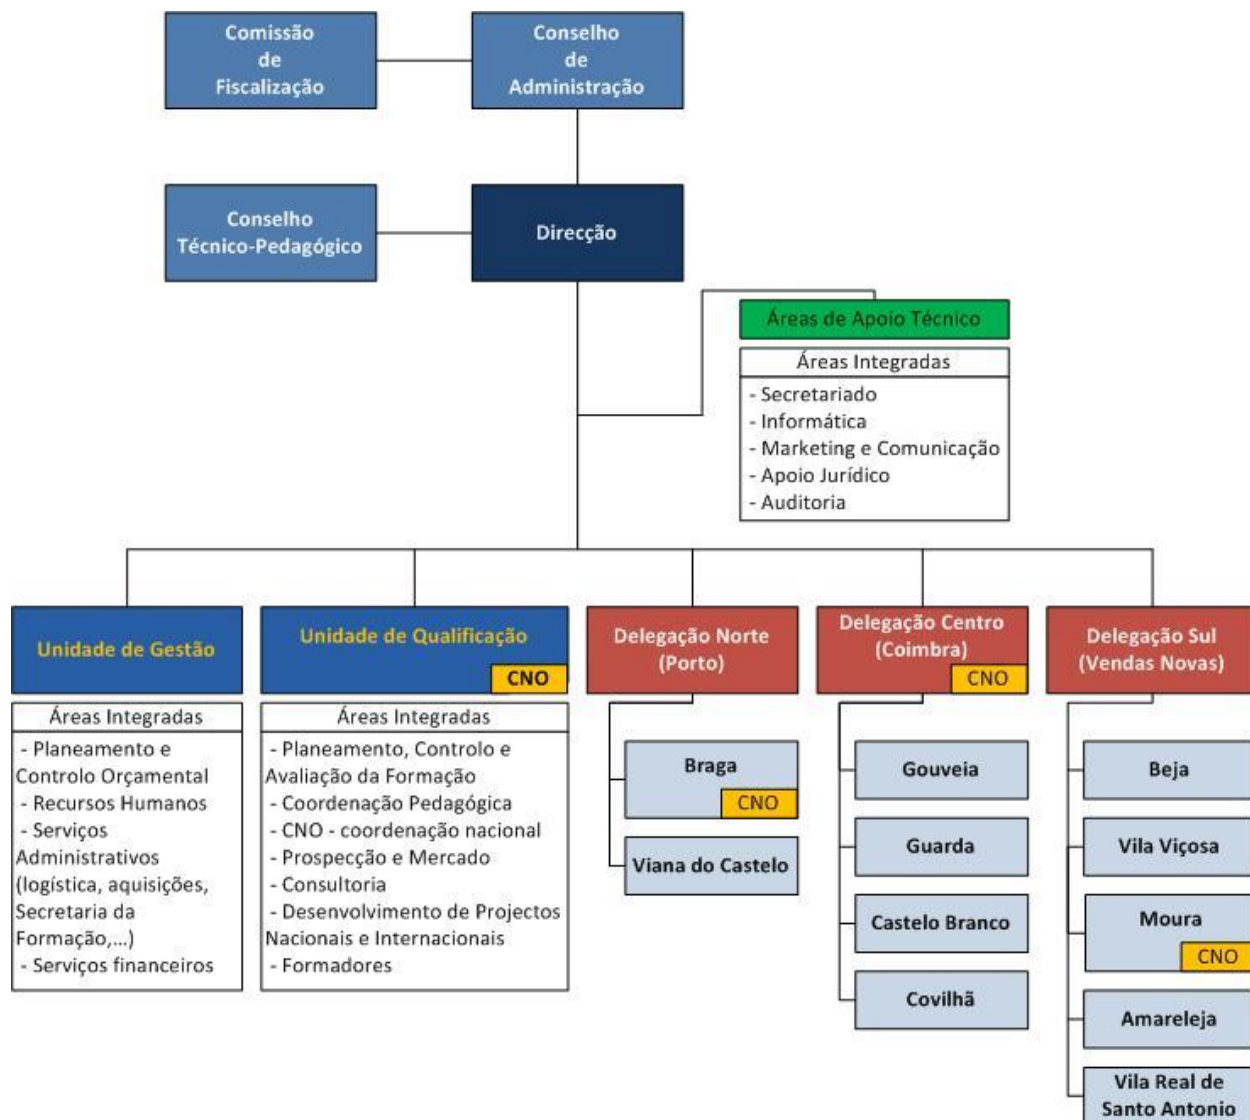 Comissão
de
Fiscalização
Conselho
de
Administração
Conselho
Técnico-Pedagógico
Direcção
Áreas de Apoio Técnico
Áreas Integradas
- Secretariado
- Informática
- Marketing e Comunicação
- Apoio Jurídico
- Auditoria
Unidade de Gestão
Áreas Integradas
- Planeamento e
Controlo Orçamental
- Recursos Humanos
- Serviços
Administrativos
(logística, aquisições,
Secretaria da
Formação,...)
- Serviços financeiros
Unidade de Qualificação
CNO
Áreas Integradas
- Planeamento, Controlo e
Avaliação da Formação
- Coordenação Pedagógica
- CNO - coordenação nacional
- Prospecção e Mercado
- Consultoria
- Desenvolvimento de Projectos
Nacionais e Internacionais
- Formadores
Delegação Norte
(Porto)
Braga
CNO
Viana do Castelo
Delegação Centro
(Coimbra)
CNO
Gouveia
Guarda
Castelo Branco
Covilhã
Delegação Sul
(Vendas Novas)
Beja
Vila Viçosa
Moura
CNO
Amareleja
Vila Real de
Santo Antonio